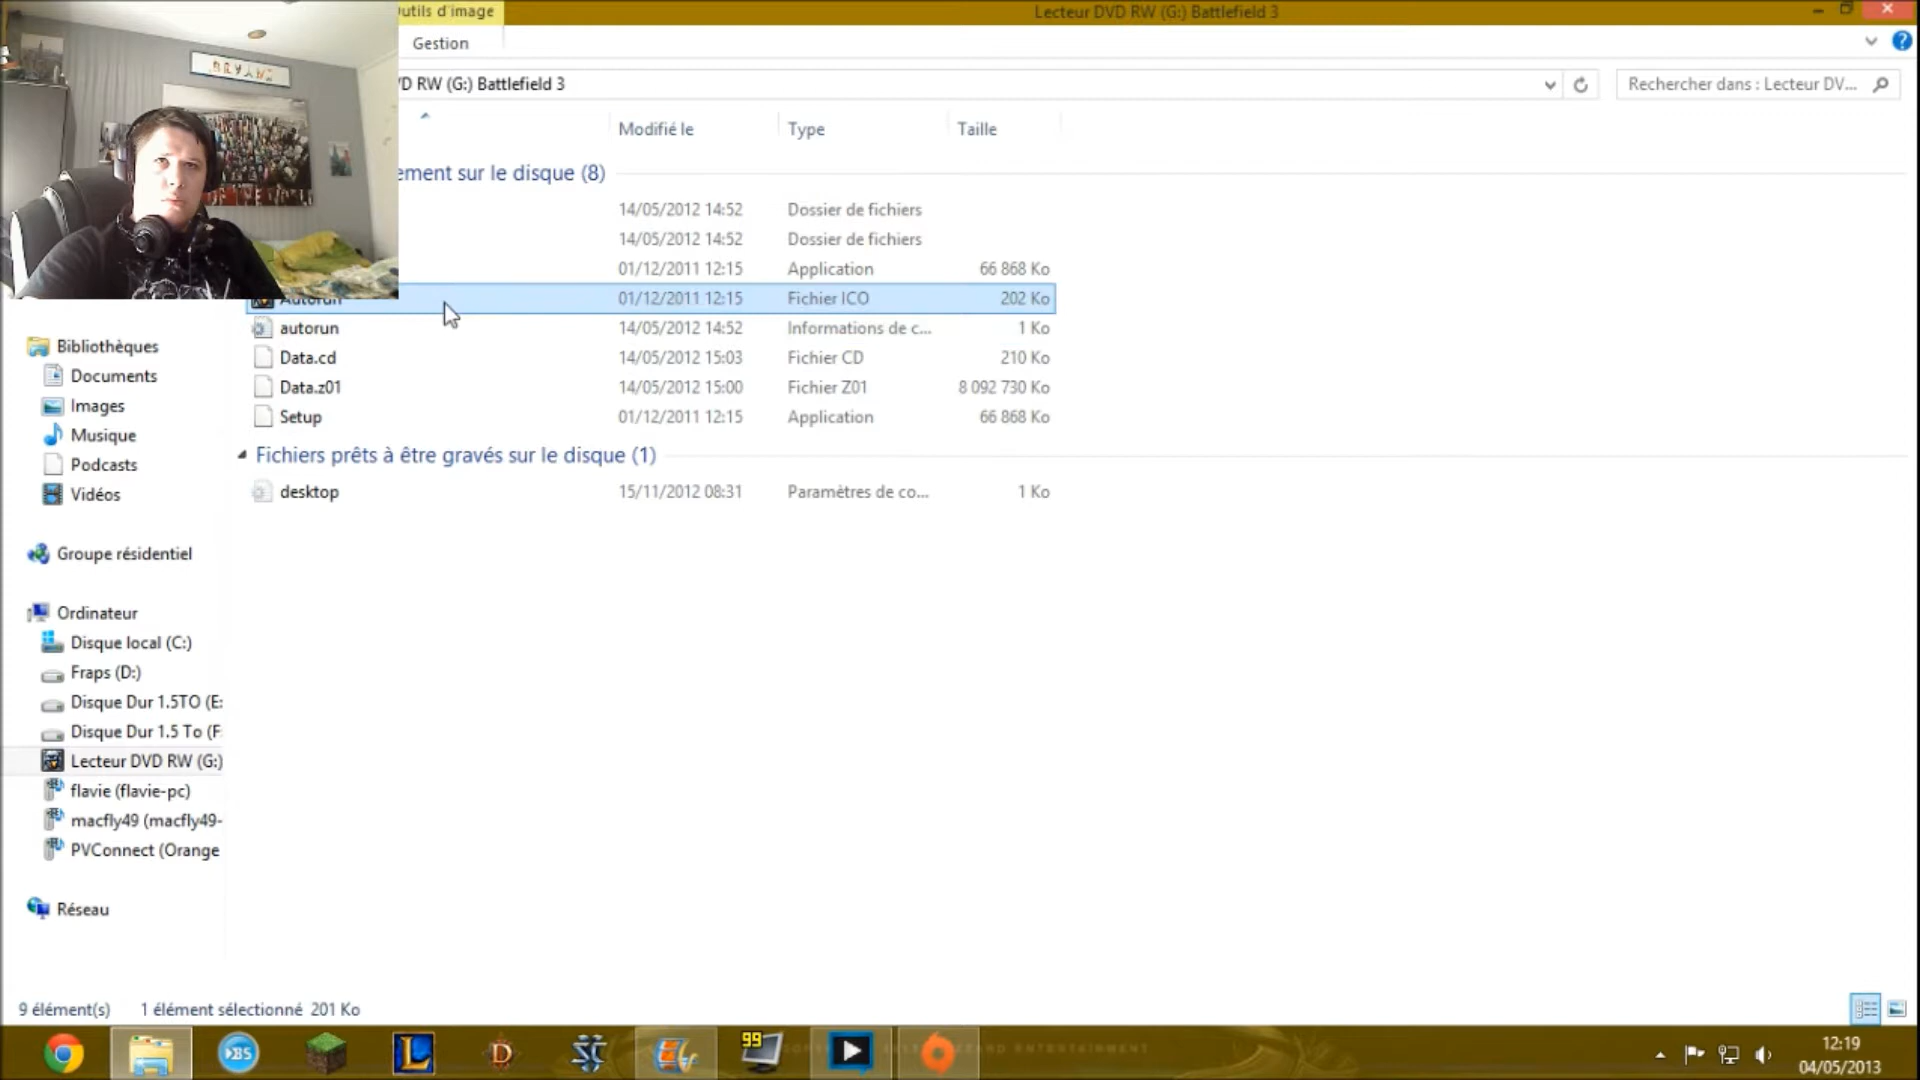 utils d'image
Lecteur DVD RW (G:) Battlefield 3
Gestion
VD RW (G:) Battlefield 3
Rechercher dans : Lecteur DV...
Modifié le
Type
Taille
ement sur le disque (8)
14/05/2012 14:52 Dossier de fichiers
14/05/2012 14:52 Dossier de fichiers
01/12/2011 12:15 Application 66 868 Ko
Autorun 01/12/2011 12:15 Fichier ICO 202 Ko
autorun 14/05/2012 14:52 Informations de c... 1 Ko
Data.cd 14/05/2012 15:03 Fichier CD 210 Ko
Data.z01 14/05/2012 15:00 Fichier Z01 8 092 730 Ko
Setup 01/12/2011 12:15 Application 66 868 Ko
Fichiers prêts à être gravés sur le disque (1)
desktop 15/11/2012 08:31 Paramètres de co... 1 Ko
Bibliothèques
Documents
Images
Musique
Podcasts
Vidéos
Groupe résidentiel
Ordinateur
Disque local (C:)
Fraps (D:)
Disque Dur 1.5TO (E:
Disque Dur 1.5 To (F
Lecteur DVD RW (G:)
flavie (flavie-pc)
macfly49 (macfly49-
PVConnect (Orange
Réseau
9 élément(s) 1 élément sélectionné 201 Ko
99
12:19
04/05/2013